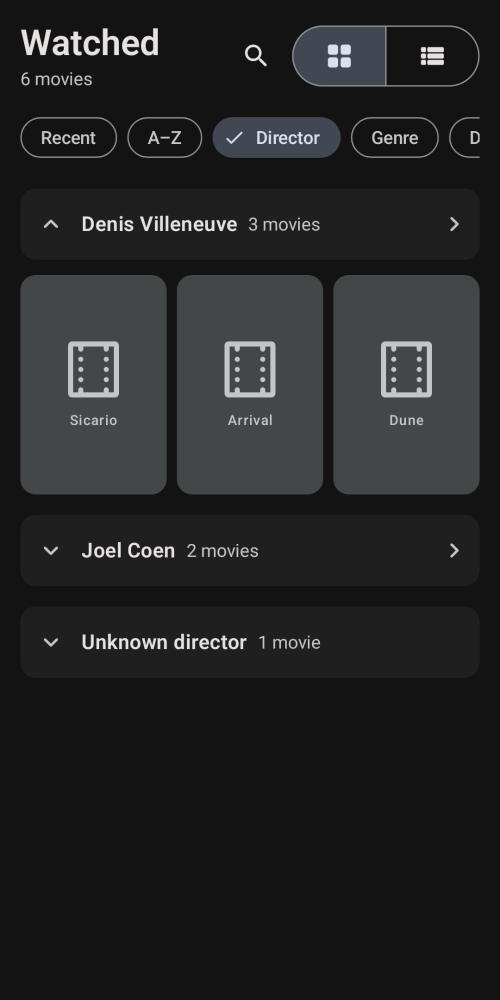 Watched
6 movies
Recent
A–Z
Director
Genre
D
Denis Villeneuve 3 movies
Sicario
Arrival
Dune
Joel Coen 2 movies
Unknown director 1 movie